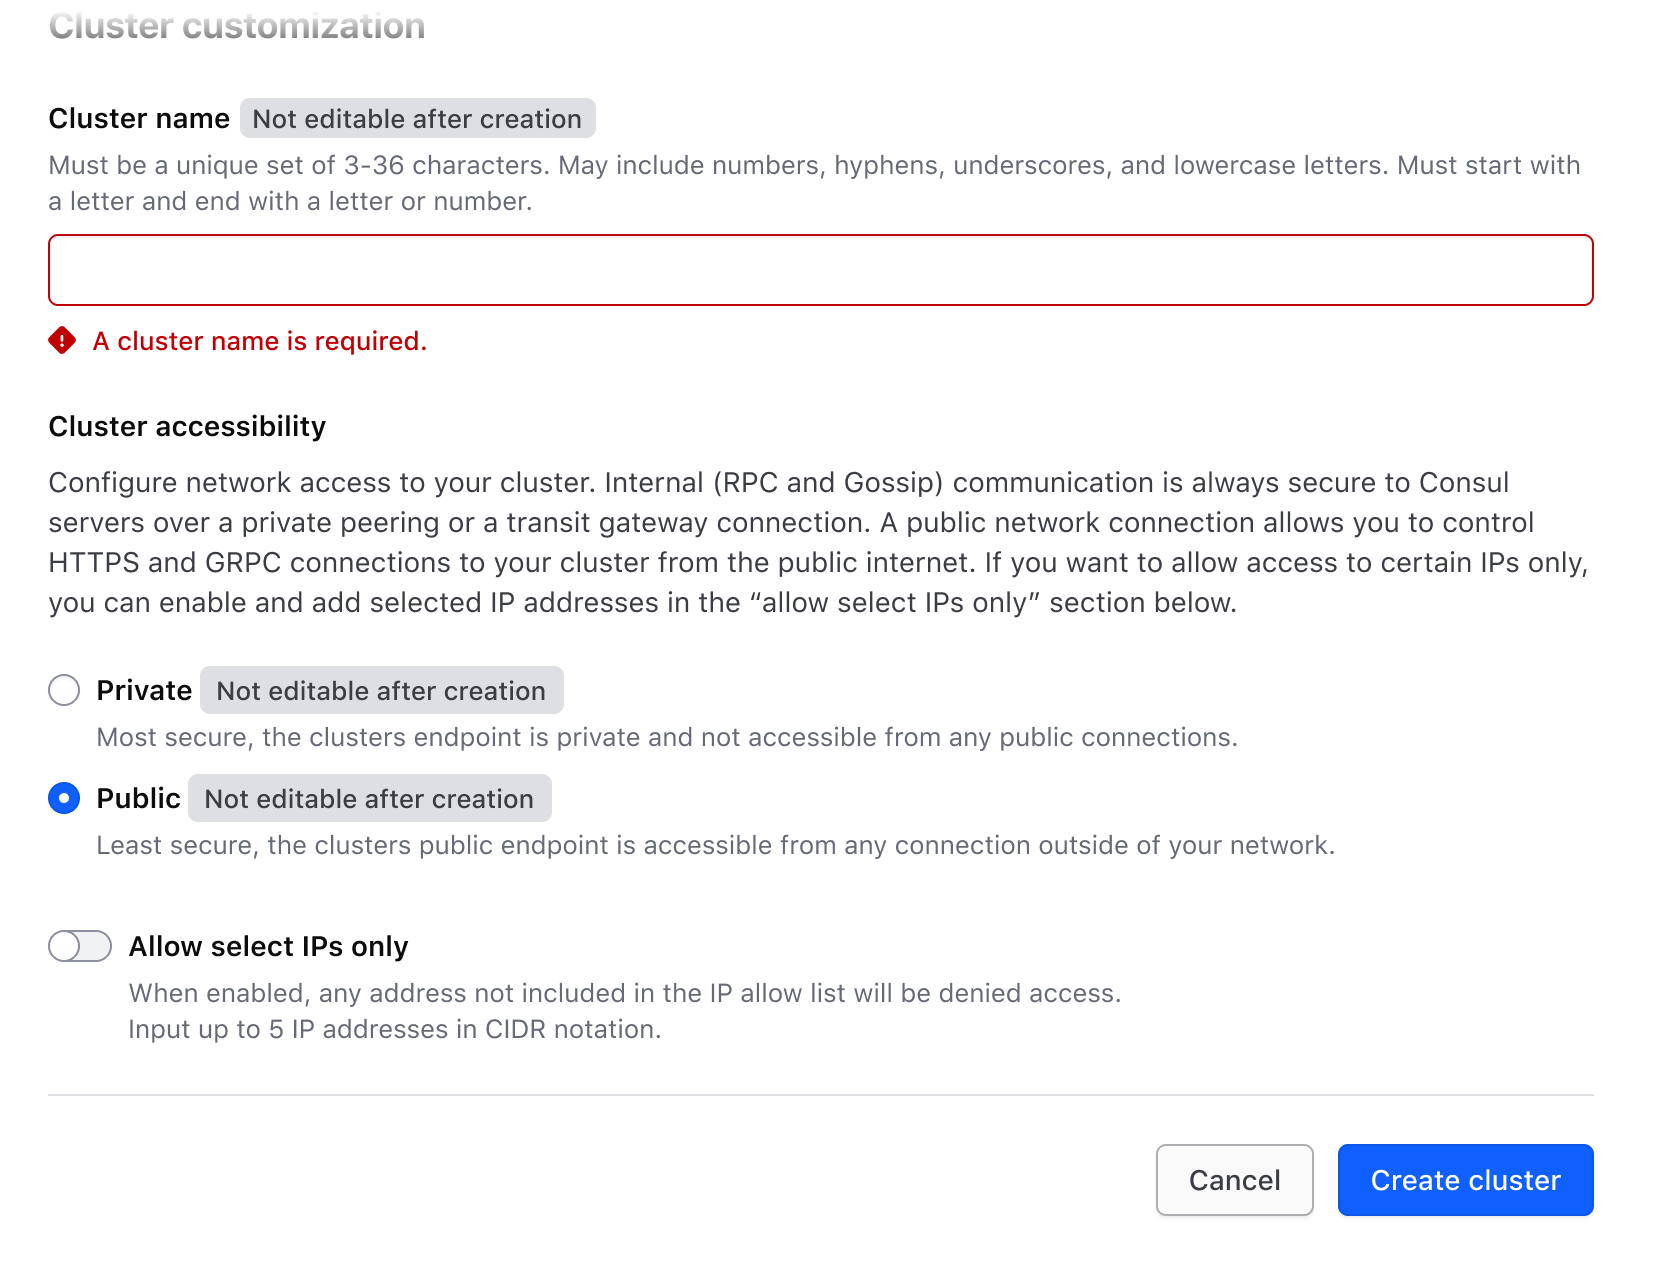 Cluster customization
Cluster name Not editable after creation
Must be a unique set of 3-36 characters. May include numbers, hyphens, underscores, and lowercase letters. Must start with
a letter and end with a letter or number.
A cluster name is required.
Cluster accessibility
Configure network access to your cluster. Internal (RPC and Gossip) communication is always secure to Consul
servers over a private peering or a transit gateway connection. A public network connection allows you to control
HTTPS and GRPC connections to your cluster from the public internet. If you want to allow access to certain IPs only,
you can enable and add selected IP addresses in the “allow select IPs only” section below.
Private Not editable after creation
Most secure, the clusters endpoint is private and not accessible from any public connections.
Public Not editable after creation
Least secure, the clusters public endpoint is accessible from any connection outside of your network.
Allow select IPs only
When enabled, any address not included in the IP allow list will be denied access.
Input up to 5 IP addresses in CIDR notation.
Cancel Create cluster